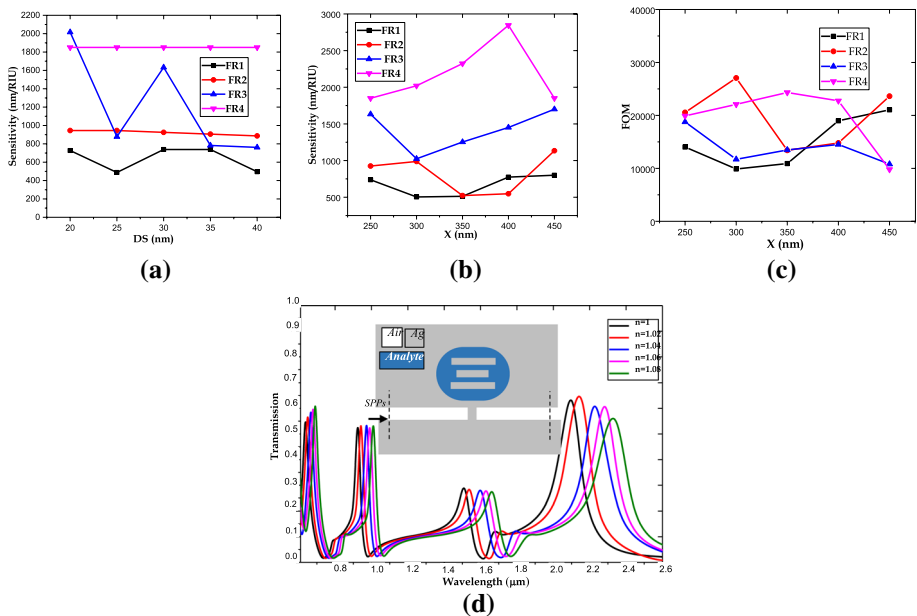 2200
2000
1800
1600
1400
1200
1000
800
600
400
200
0
Sensitivity (nm/RIU)
FR1
FR2
FR3
FR4
20 25 30 35 40
DS (nm)
(a)
3000
2500
2000
1500
1000
500
Sensitivity (nm/RIU)
FR1
FR2
FR3
FR4
250 300 350 400 450
X (nm)
(b)
40000
30000
20000
10000
0
FOM
FR1
FR2
FR3
FR4
250 300 350 400 450
X (nm)
(c)
1.0
0.9
0.8
0.7
0.6
0.5
0.4
0.3
0.2
0.1
0.0
Transmission
Air Ag
Analyte
SPPs
n=1
n=1.02
n=1.04
n=1.06
n=1.08
0.8 1.0 1.2 1.4 1.6 1.8 2.0 2.2 2.4 2.6
Wavelength (μm)
(d)